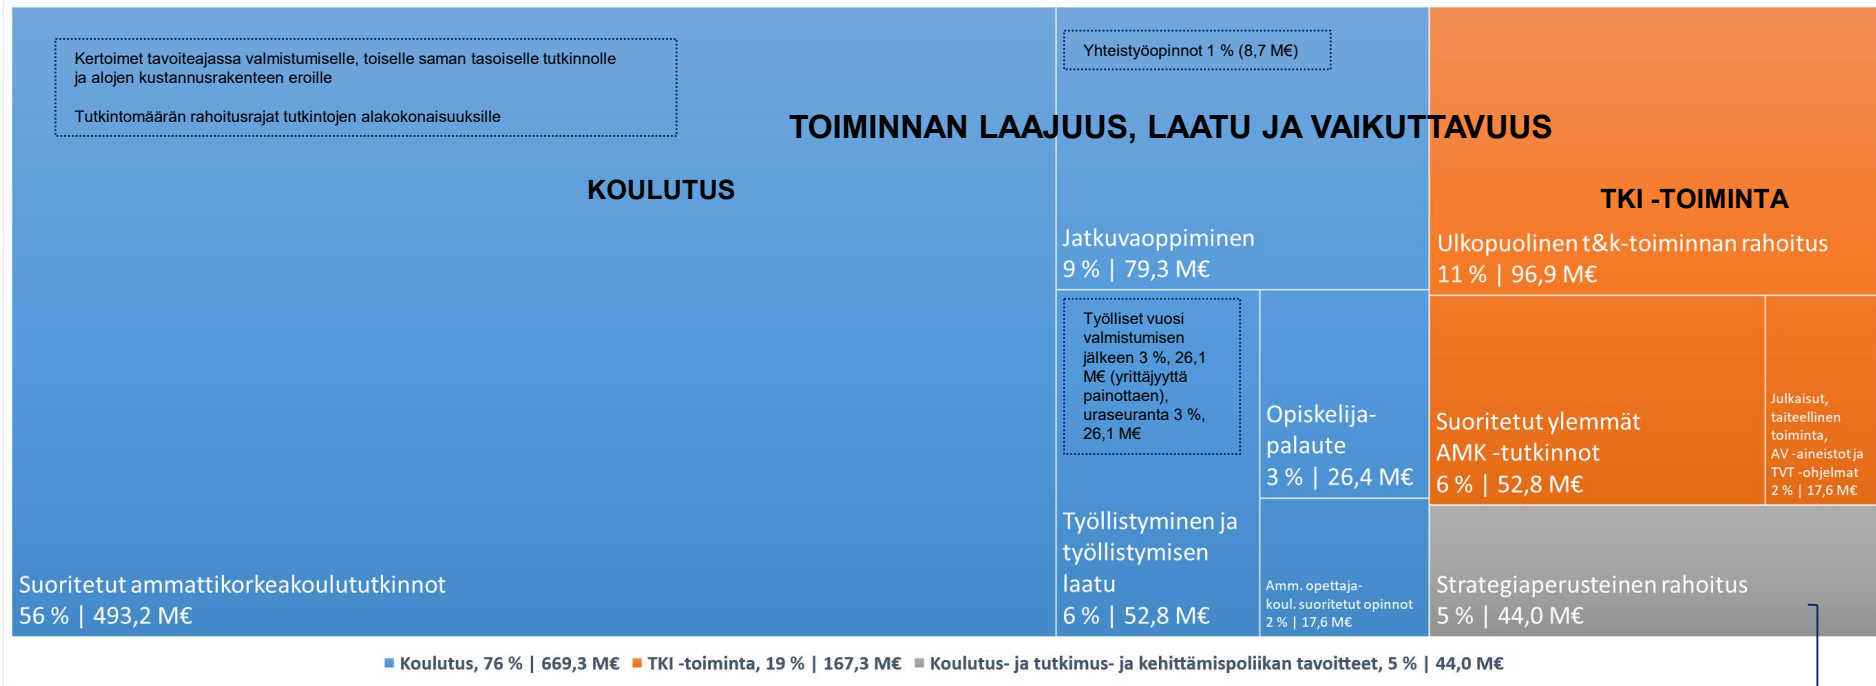 Kertoimet tavoiteajassa valmistumiselle, toiselle saman tasoiselle tutkinnolle
ja alojen kustannusrakenteen eroille
Tutkintomäärän rahoitusrajat tutkintojen alakokonaisuuksille
Yhteistyöopinnot 1 % (8,7 M€)
TOIMINNAN LAAJUUS, LAATU JA VAIKUTTAVUUS
KOULUTUS
TKI -TOIMINTA
Jatkuvaoppiminen
9 % | 79,3 M€
Ulkopuolinen t&k-toiminnan rahoitus
11 % | 96,9 M€
Työlliset vuosi
valmistumisen
jälkeen 3 %, 26,1
M€ (yrittäjyyttä
painottaen),
uraseuranta 3 %,
26,1 M€
Opiskelija-
palaute
3 % | 26,4 M€
Suoritetut ylemmät
AMK -tutkinnot
6 % | 52,8 M€
Julkaisut,
taiteellinen
toiminta,
AV -aineistot ja
TVT -ohjelmat
2 % | 17,6 M€
Suoritetut ammattikorkeakoulututkinnot
56 % | 493,2 M€
Työllistyminen ja
työllistymisen
laatu
6 % | 52,8 M€
Amm. opettaja-
koul. suoritetut opinnot
2 % | 17,6 M€
Strategiaperusteinen rahoitus
5 % | 44,0 M€
Koulutus, 76 % | 669,3 M€ TKI -toiminta, 19 % | 167,3 M€ Koulutus- ja tutkimus- ja kehittämispoliikan tavoitteet, 5 % | 44,0 M€